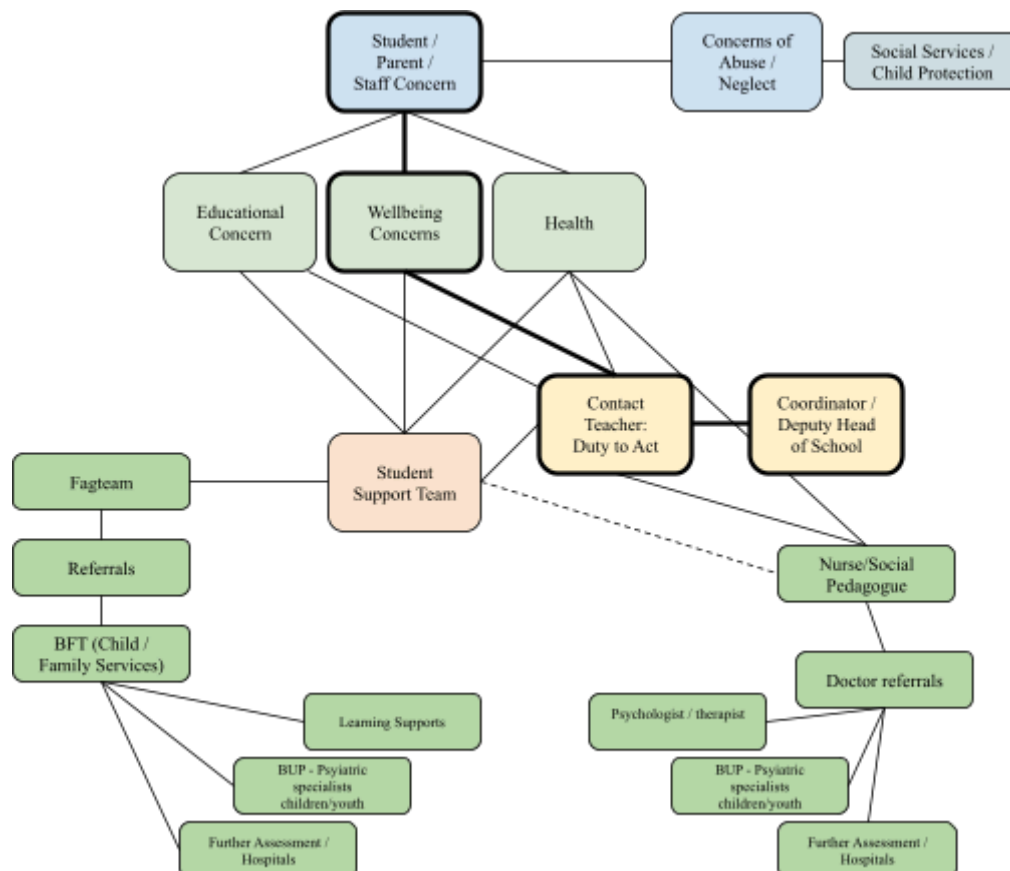 Student /
Parent /
Staff Concern
Concerns of
Abuse /
Neglect
Social Services /
Child Protection
Educational
Concern
Wellbeing
Concerns
Health
Contact
Teacher:
Duty to Act
Coordinator /
Deputy Head
of School
Student
Support Team
Fagteam
Referrals
BFT (Child /
Family Services)
Learning Supports
BUP - Psyiatric
specialists
children/youth
Further Assessment /
Hospitals
Nurse/Social
Pedagogue
Doctor referrals
Psychologist / therapist
BUP - Psyiatric
specialists
children/youth
Further Assessment /
Hospitals